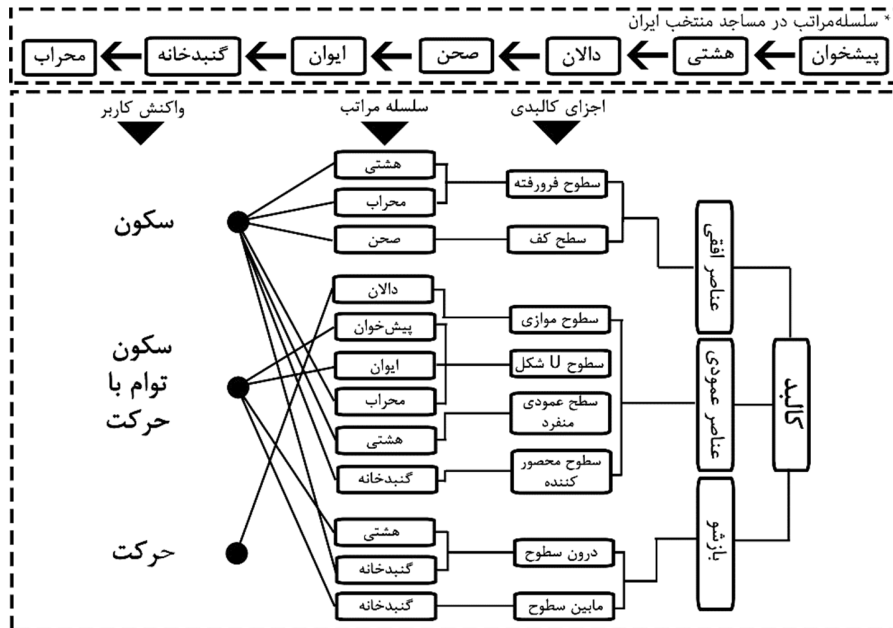 * سلسله‌مراتب در مساجد منتخب ایران
پیشخوان
هشتی
دالان
صحن
ایوان
گنبدخانه
محراب
اجزای کالبدی
سلسله مراتب
واکنش کاربر
کالبد
عناصر افقی
عناصر عمودی
بازشو
سطوح فرورفته
سطح کف
سطوح موازی
سطوح U شکل
سطح عمودی
منفرد
سطوح محصور
کننده
درون سطوح
مابین سطوح
هشتی
محراب
صحن
دالان
پیش‌خوان
ایوان
محراب
هشتی
گنبدخانه
هشتی
گنبدخانه
گنبدخانه
سکون
سکون
توام با
حرکت
حرکت